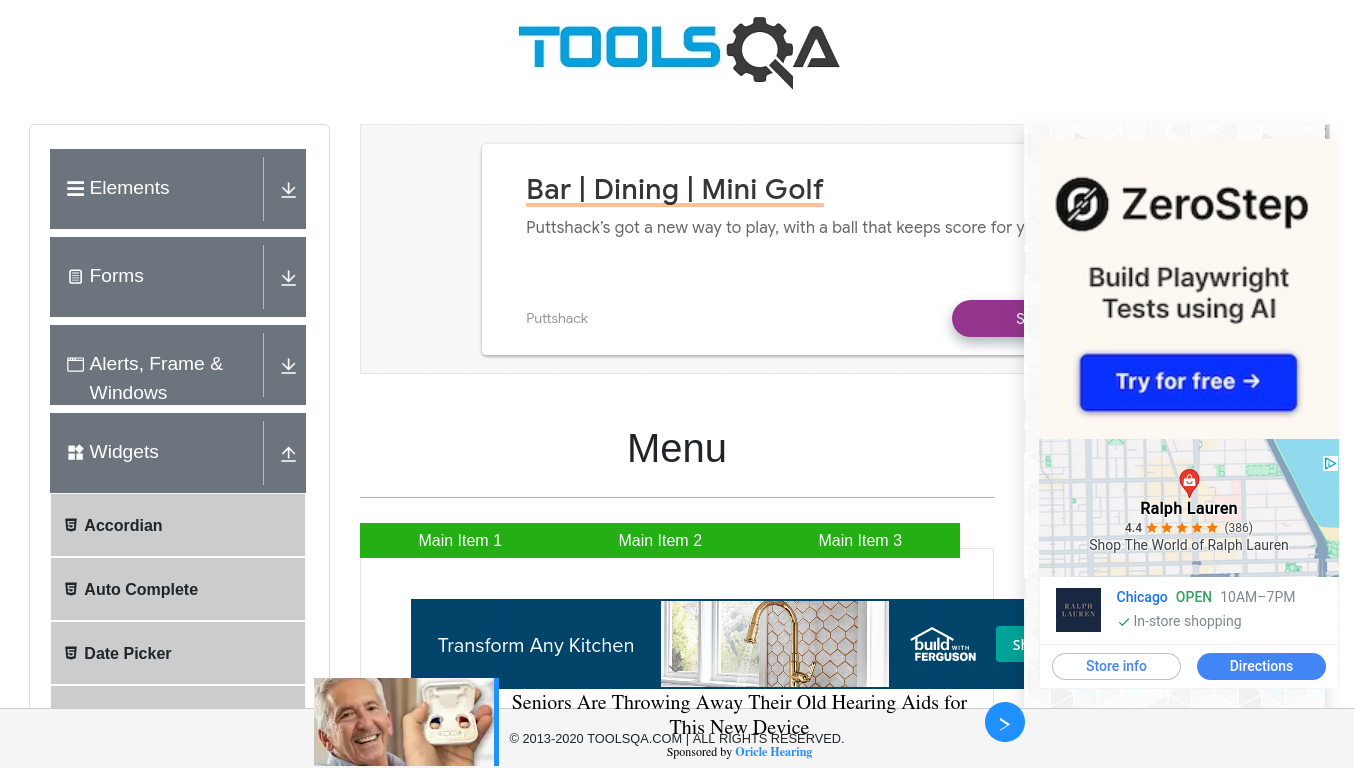 TOOLSQA
Elements
Forms
Alerts, Frame &
Windows
Widgets
Accordian
Auto Complete
Date Picker
Bar | Dining | Mini Golf
Puttshack's got a new way to play, with a ball that keeps score for y
Puttshack
S
Menu
Main Item 1
Main Item 2
Main Item 3
Transform Any Kitchen
build WITH
FERGUSON
Sh
ZeroStep
Build Playwright
Tests using AI
Try for free →
Ralph Lauren
4.4 ★★★★★ (386)
Shop The World of Ralph Lauren
RALPH
LAUREN
Chicago OPEN 10AM–7PM
In-store shopping
Store info
Directions
Seniors Are Throwing Away Their Old Hearing Aids for
This New Device
© 2013-2020 TOOLSQA.COM | ALL RIGHTS RESERVED.
Sponsored by Oricle Hearing